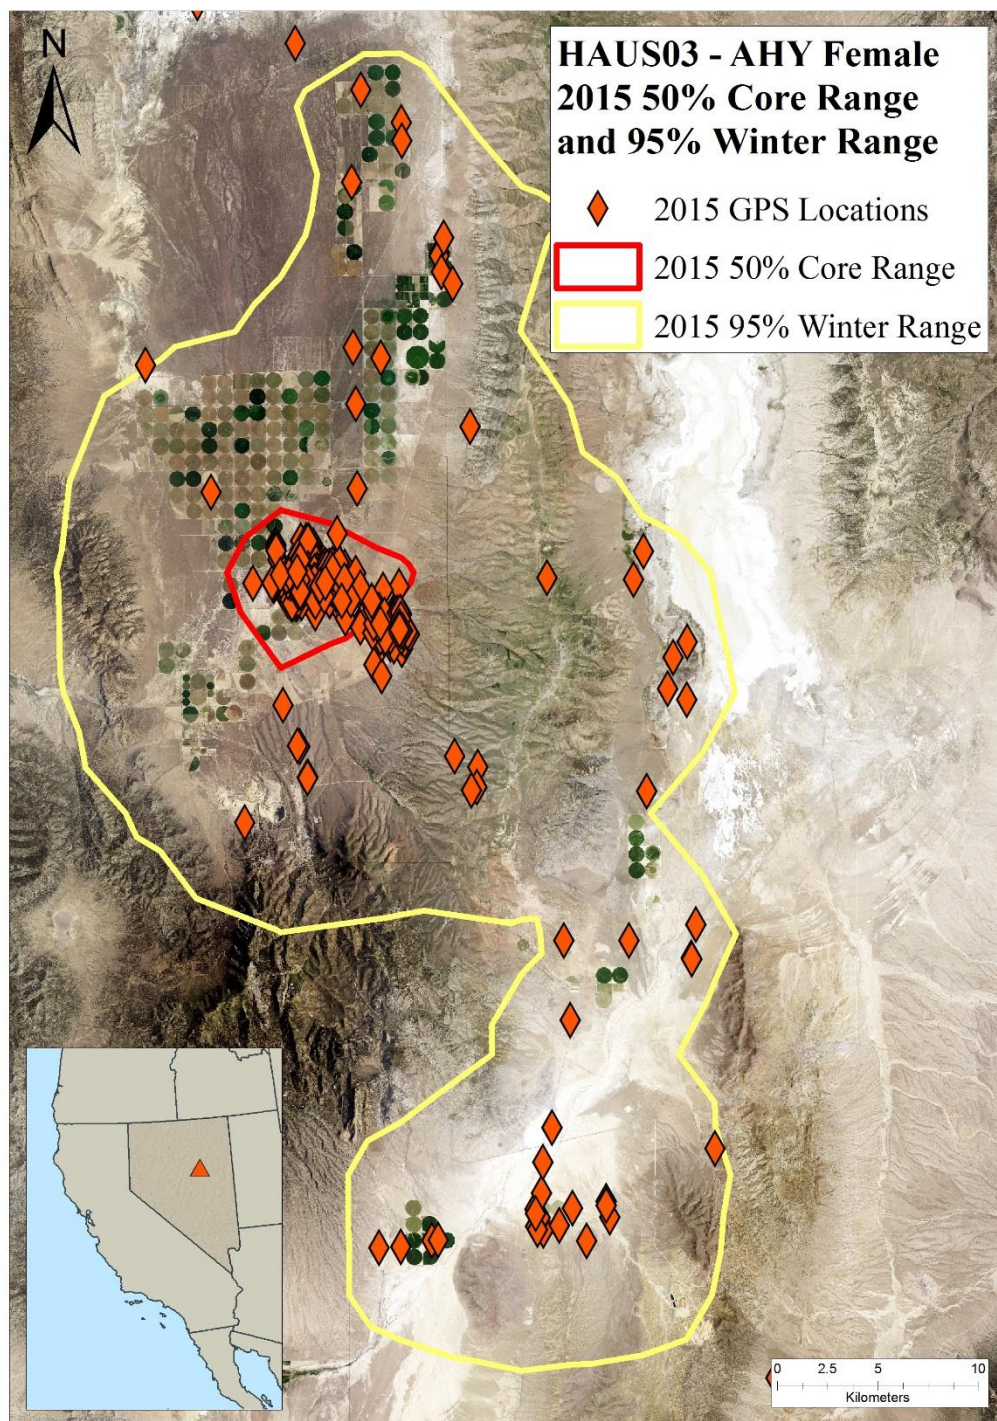 N
HAUS03 - AHY Female
2015 50% Core Range
and 95% Winter Range
2015 GPS Locations
2015 50% Core Range
2015 95% Winter Range
0 2.5 5 10
Kilometers